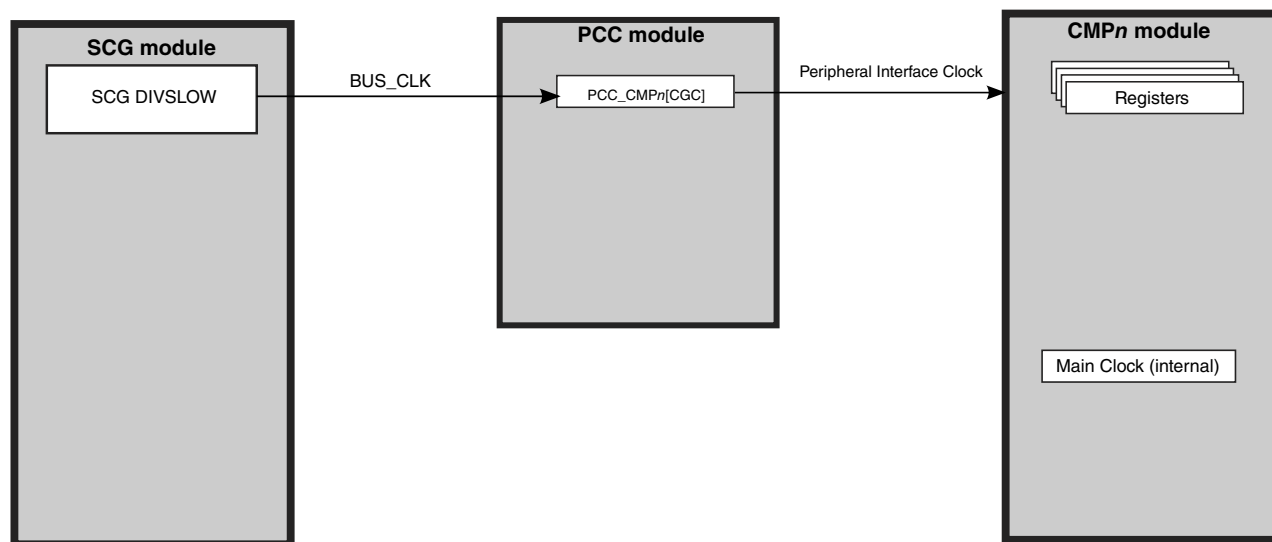 SCG module
SCG DIVSLOW
BUS_CLK
PCC module
PCC_CMPn[CGC]
Peripheral Interface Clock
CMPn module
Registers
Main Clock (internal)